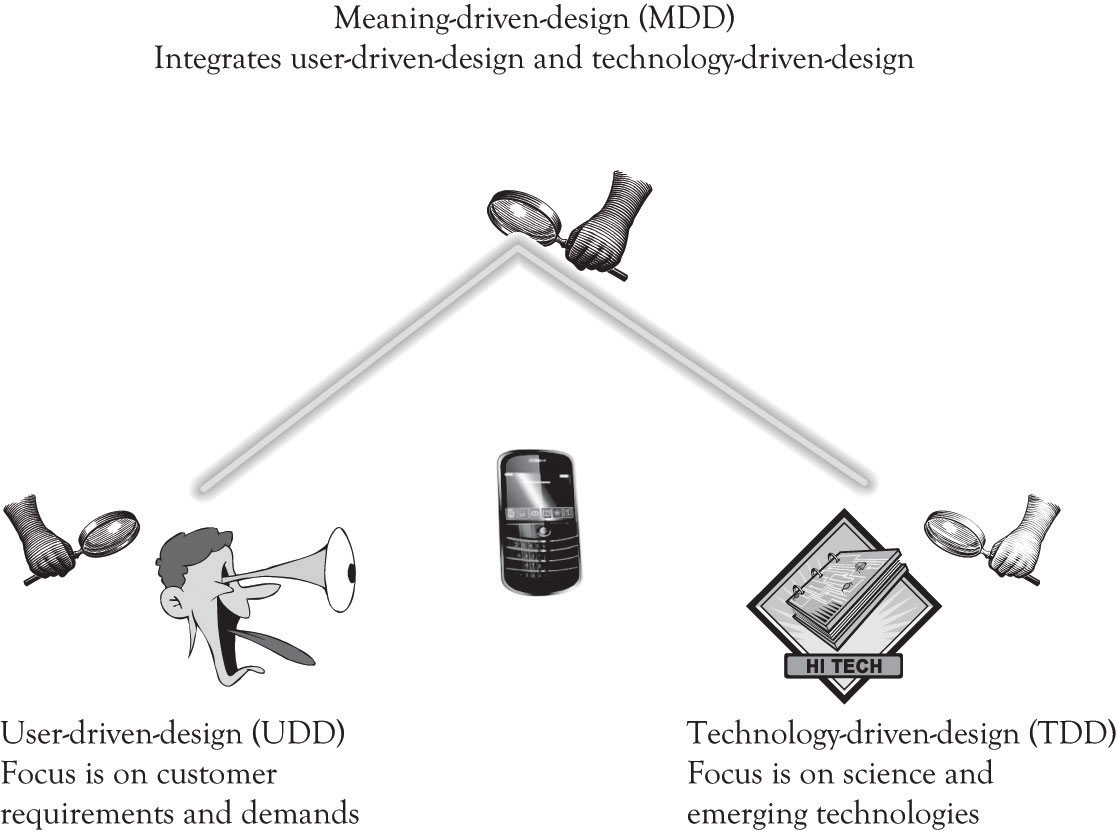 Meaning-driven-design (MDD)
Integrates user-driven-design and technology-driven-design
HI TECH
User-driven-design (UDD)
Focus is on customer
requirements and demands
Technology-driven-design (TDD)
Focus is on science and
emerging technologies